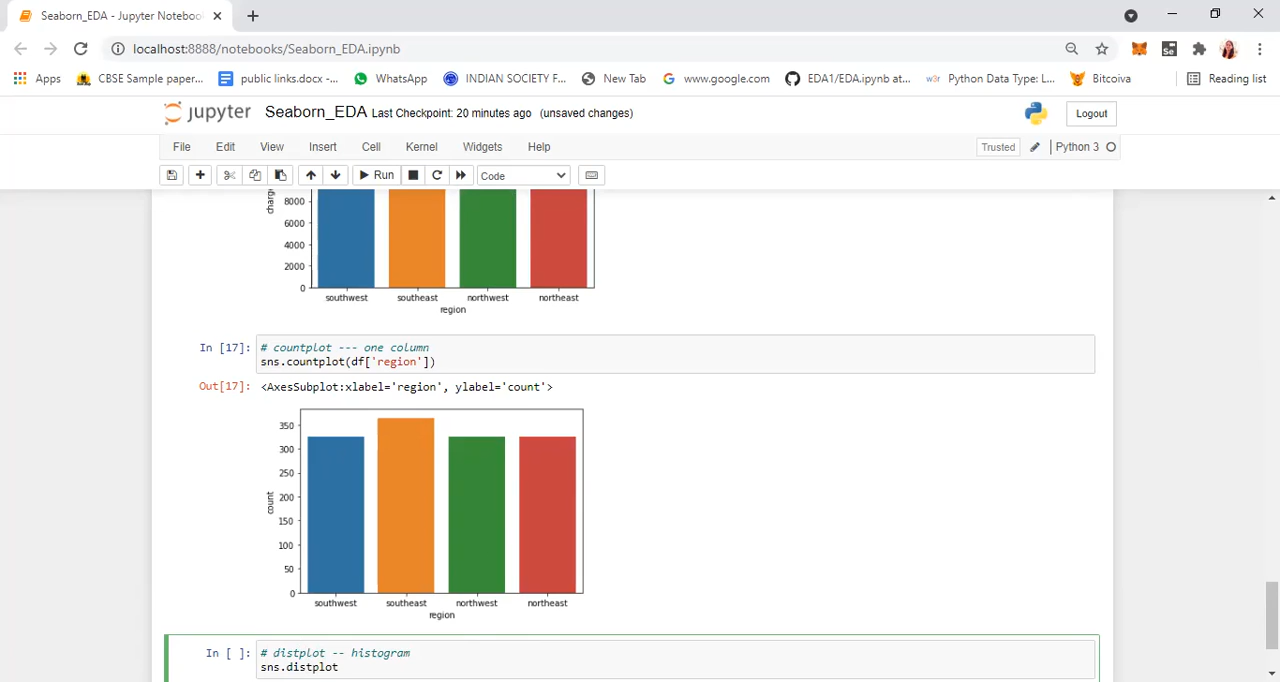 Seaborn_EDA - Jupyter Notebook
localhost:8888/notebooks/Seaborn_EDA.ipynb
Apps CBSE Sample paper... public links.docx -... WhatsApp INDIAN SOCIETY F... New Tab www.google.com EDA1/EDA.ipynb at... Python Data Type: L... Bitcoiva Reading list
jupyter Seaborn_EDA Last Checkpoint: 20 minutes ago (unsaved changes) Logout
File Edit View Insert Cell Kernel Widgets Help Trusted Python 3
Run Code
8000
6000
4000
2000
0
southwest southeast northwest northeast
region
In [17]: # countplot --- one column
sns.countplot(df['region'])
Out[17]: <AxesSubplot:xlabel='region', ylabel='count'>
350
300
250
200
150
100
50
0
count
southwest southeast northwest northeast
region
In [ ]: # distplot -- histogram
sns.distplot